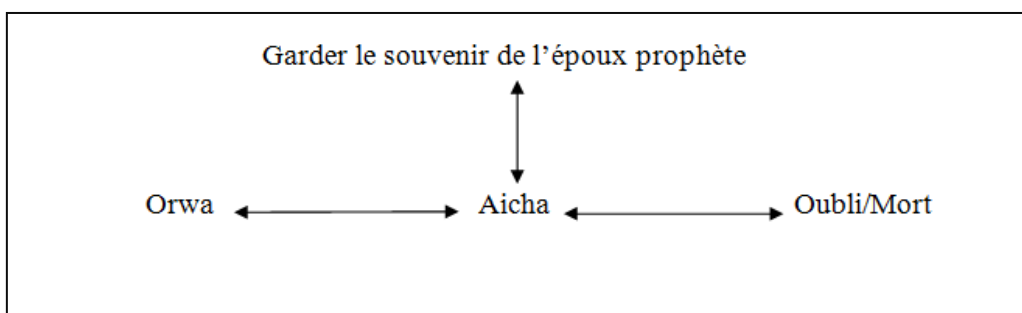 Garder le souvenir de l’époux prophète
Orwa Aicha Oubli/Mort